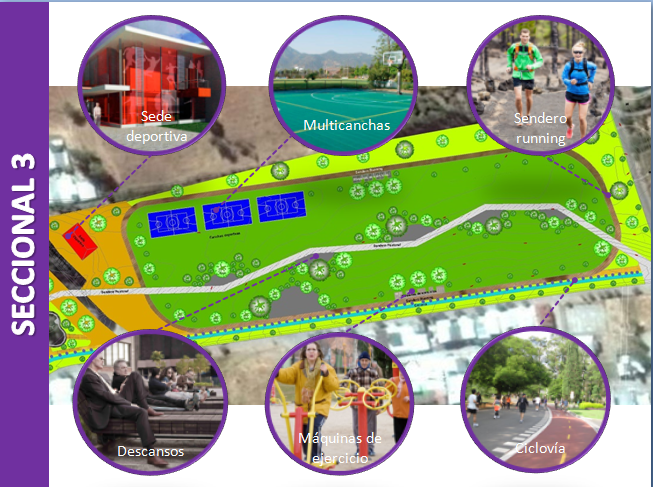 SECCIONAL 3
Sede
deportiva
Multicanchas
Sendero
running
Descansos
Máquinas de
ejercicio
Ciclovía